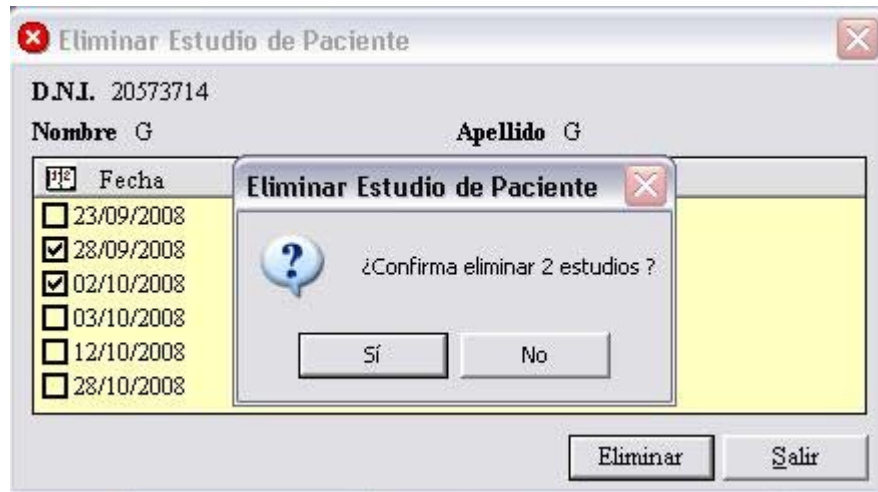 Eliminar Estudio de Paciente
D.N.I. 20573714
Nombre G Apellido G
Fecha
23/09/2008
28/09/2008
02/10/2008
03/10/2008
12/10/2008
28/10/2008
Eliminar Estudio de Paciente
¿Confirma eliminar 2 estudios ?
Sí No
Eliminar Salir